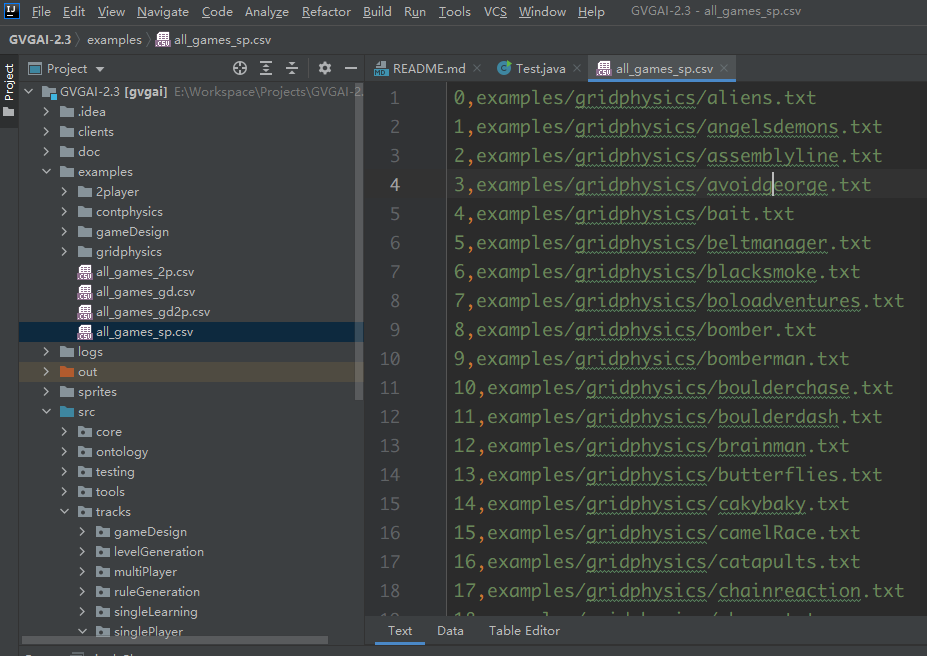 File Edit View Navigate Code Analyze Refactor Build Run Tools VCS Window Help GVGAI-2.3 - all_games_sp.csv
GVGAI-2.3 examples all_games_sp.csv
Project
Project
README.md Test.java all_games_sp.csv
GVGAI-2.3 [gvgai] E:\Workspace\Projects\GVGAI-2.
.idea
clients
doc
examples
2player
contphysics
gameDesign
gridphysics
all_games_2p.csv
all_games_gd.csv
all_games_gd2p.csv
all_games_sp.csv
logs
out
sprites
src
core
ontology
testing
tools
tracks
gameDesign
levelGeneration
multiPlayer
ruleGeneration
singleLearning
singlePlayer
1 0,examples/gridphysics/aliens.txt
2 1,examples/gridphysics/angelsdemons.txt
3 2,examples/gridphysics/assemblyline.txt
4 3,examples/gridphysics/avoidgeorge.txt
5 4,examples/gridphysics/bait.txt
6 5,examples/gridphysics/beltmanager.txt
7 6,examples/gridphysics/blacksmoke.txt
8 7,examples/gridphysics/boloadventures.txt
9 8,examples/gridphysics/bomber.txt
10 9,examples/gridphysics/bomberman.txt
11 10,examples/gridphysics/boulderchase.txt
12 11,examples/gridphysics/boulderdash.txt
13 12,examples/gridphysics/brainman.txt
14 13,examples/gridphysics/butterflies.txt
15 14,examples/gridphysics/cakybaky.txt
16 15,examples/gridphysics/camelRace.txt
17 16,examples/gridphysics/catapults.txt
18 17,examples/gridphysics/chainreaction.txt
Text Data Table Editor